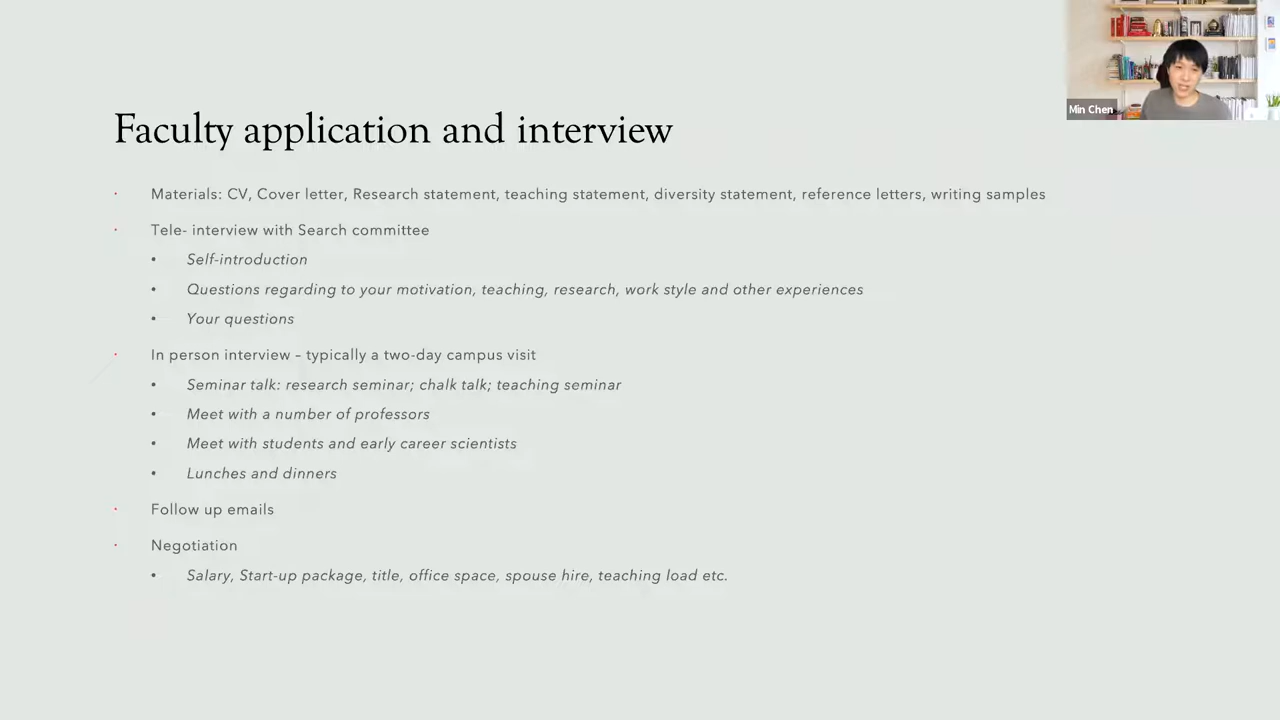 Min Chen
Faculty application and interview
· Materials: CV, Cover letter, Research statement, teaching statement, diversity statement, reference letters, writing samples
· Tele- interview with Search committee
• Self-introduction
• Questions regarding to your motivation, teaching, research, work style and other experiences
• Your questions
· In person interview – typically a two-day campus visit
• Seminar talk: research seminar; chalk talk; teaching seminar
• Meet with a number of professors
• Meet with students and early career scientists
• Lunches and dinners
· Follow up emails
· Negotiation
• Salary, Start-up package, title, office space, spouse hire, teaching load etc.